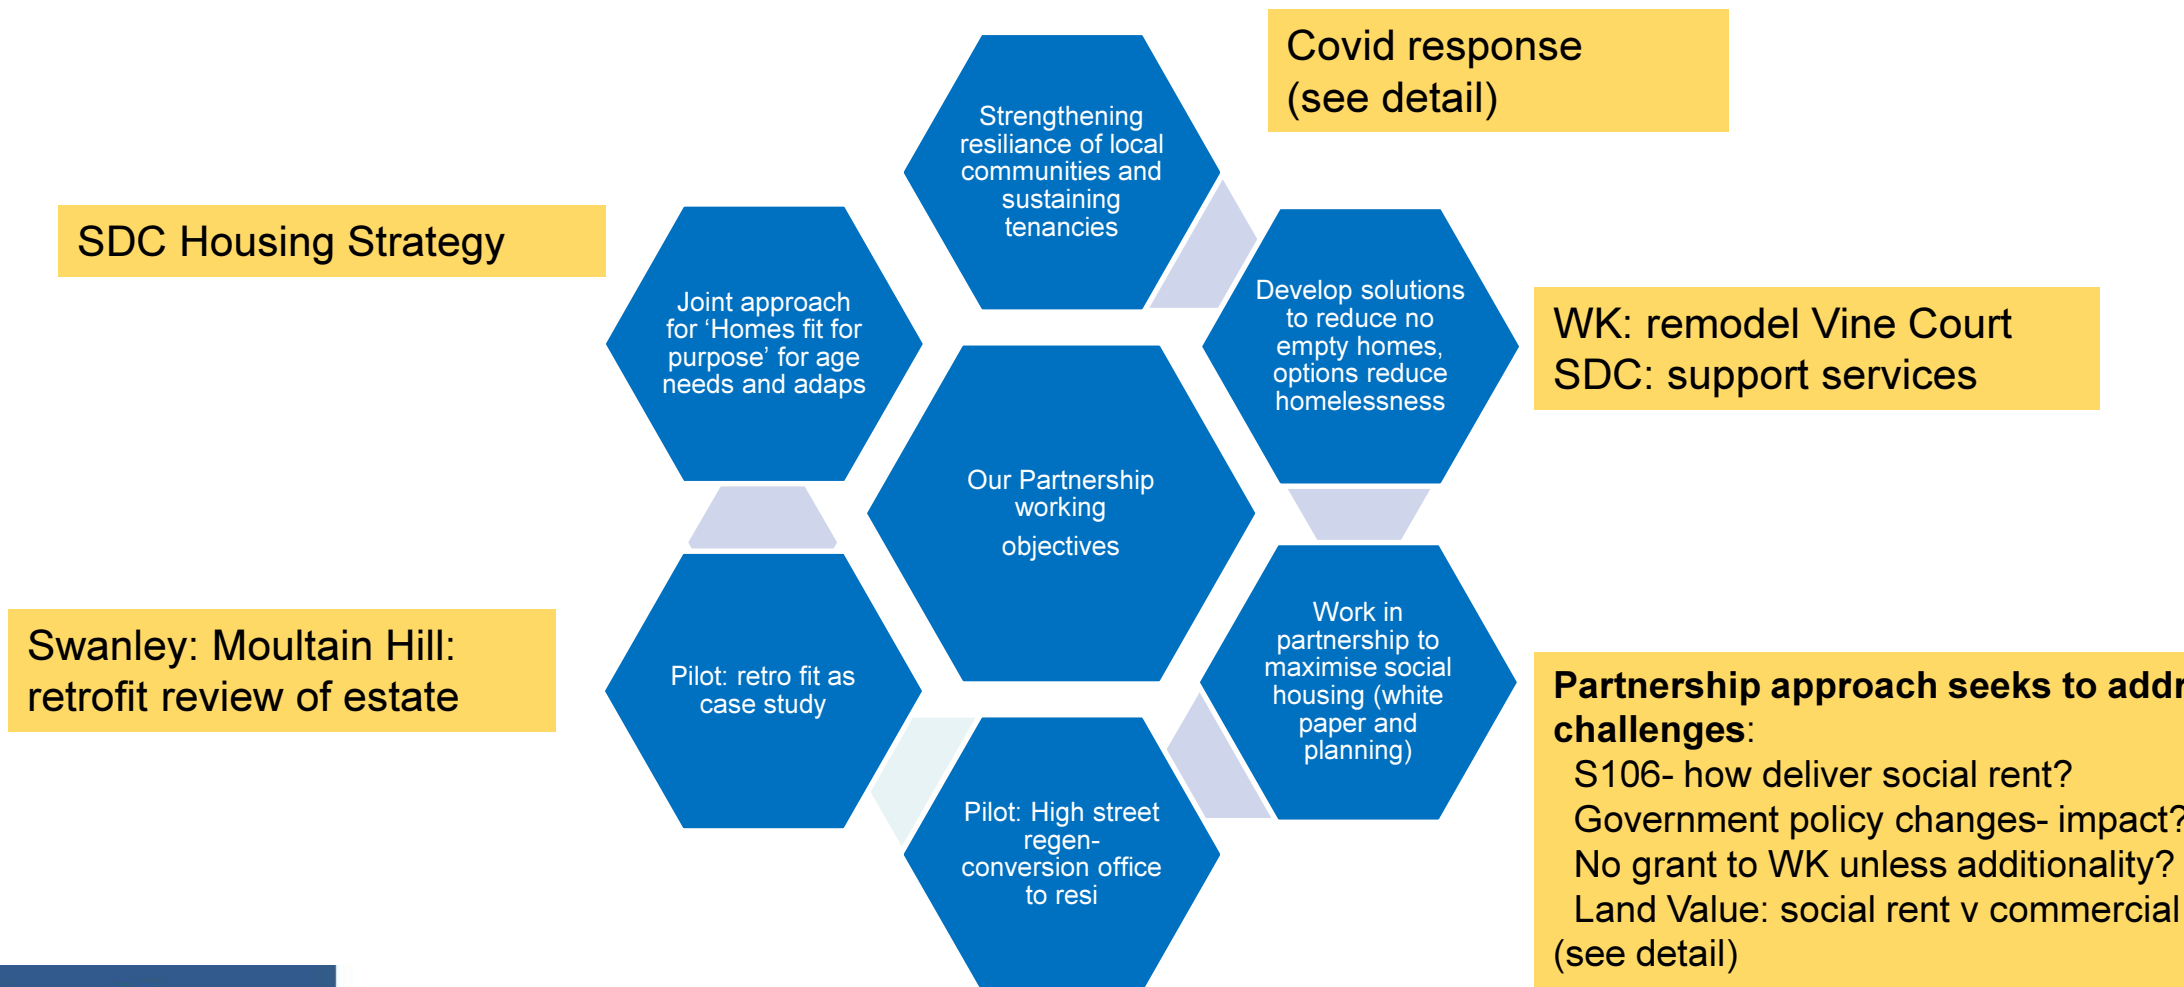 Covid response
(see detail)
Strengthening
resiliance of local
communities and
sustaining
tenancies
SDC Housing Strategy
Joint approach
for ‘Homes fit for
purpose’ for age
needs and adaps
Develop solutions
to reduce no
empty homes,
options reduce
homelessness
WK: remodel Vine Court
SDC: support services
Our Partnership
working
objectives
Swanley: Moultain Hill:
retrofit review of estate
Pilot: retro fit as
case study
Work in
partnership to
maximise social
housing (white
paper and
planning)
Partnership approach seeks to addr
challenges:
S106- how deliver social rent?
Government policy changes- impact?
No grant to WK unless additionality?
Land Value: social rent v commercial
(see detail)
Pilot: High street
regen-
conversion office
to resi